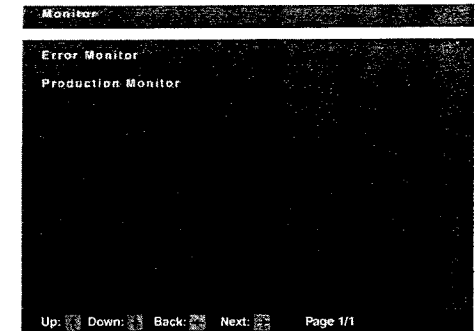 Monitor
Error Monitor
Production Monitor
Up: Down: Back: Next: Page 1/1